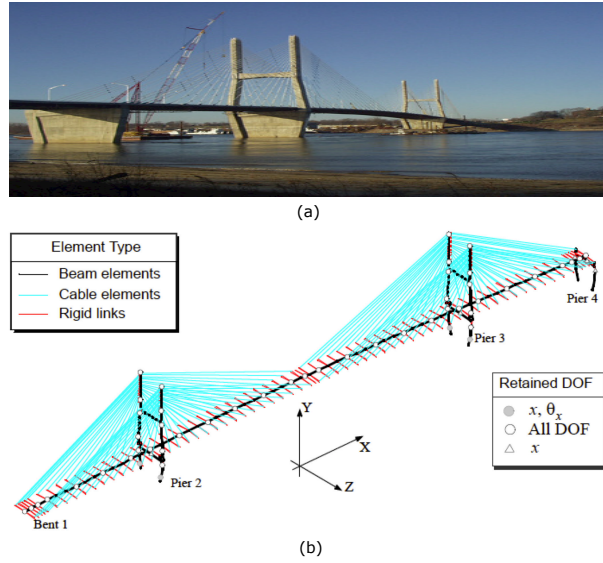 (a)
Element Type
Beam elements
Cable elements
Rigid links
Pier 4
Pier 3
Retained DOF
x, θx
All DOF
x
Y
X
Z
Pier 2
Bent 1
(b)